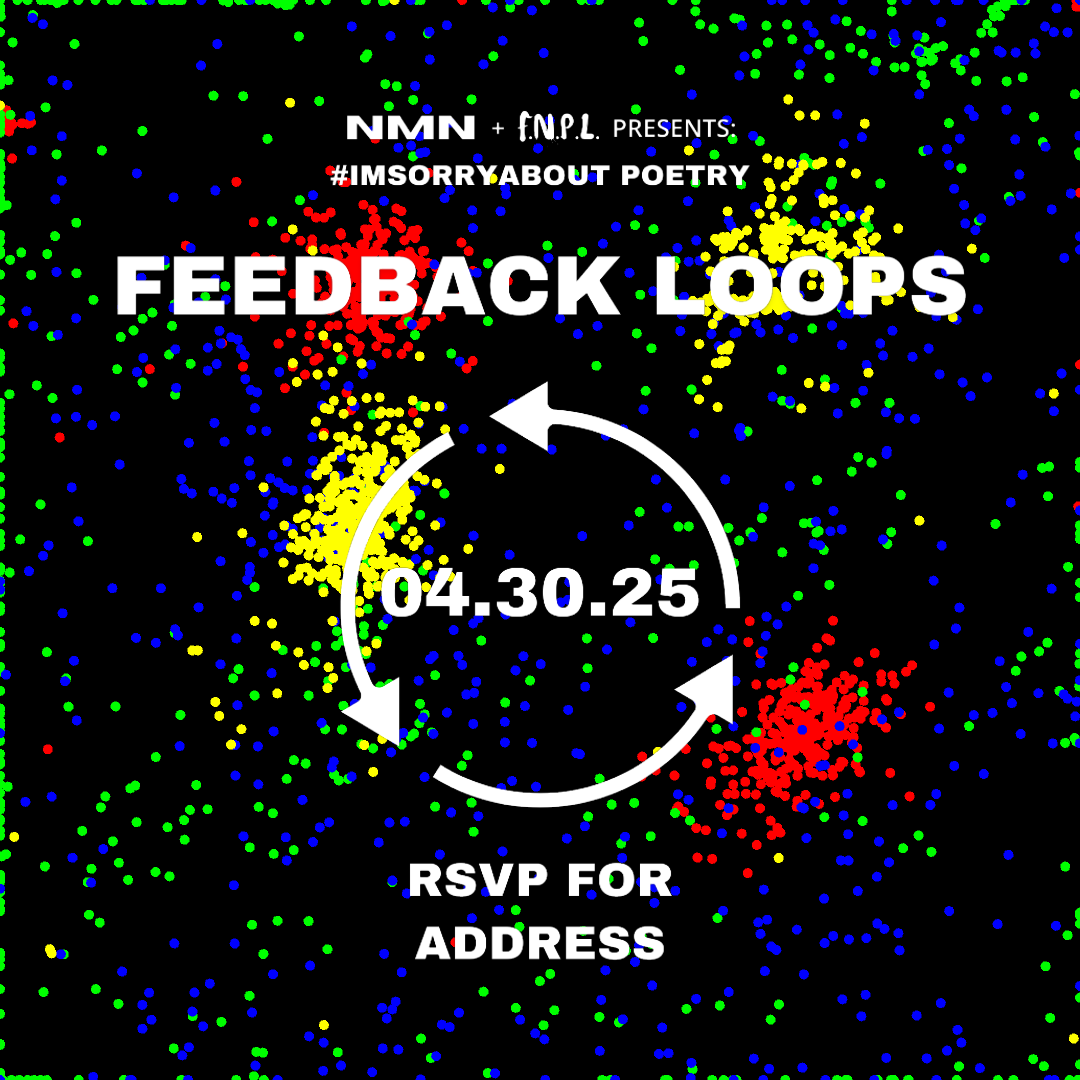 NMN + F.N.P.L. PRESENTS:
#IMSORRYABOUT POETRY
FEEDBACK LOOPS
04.30.25
RSVP FOR
ADDRESS